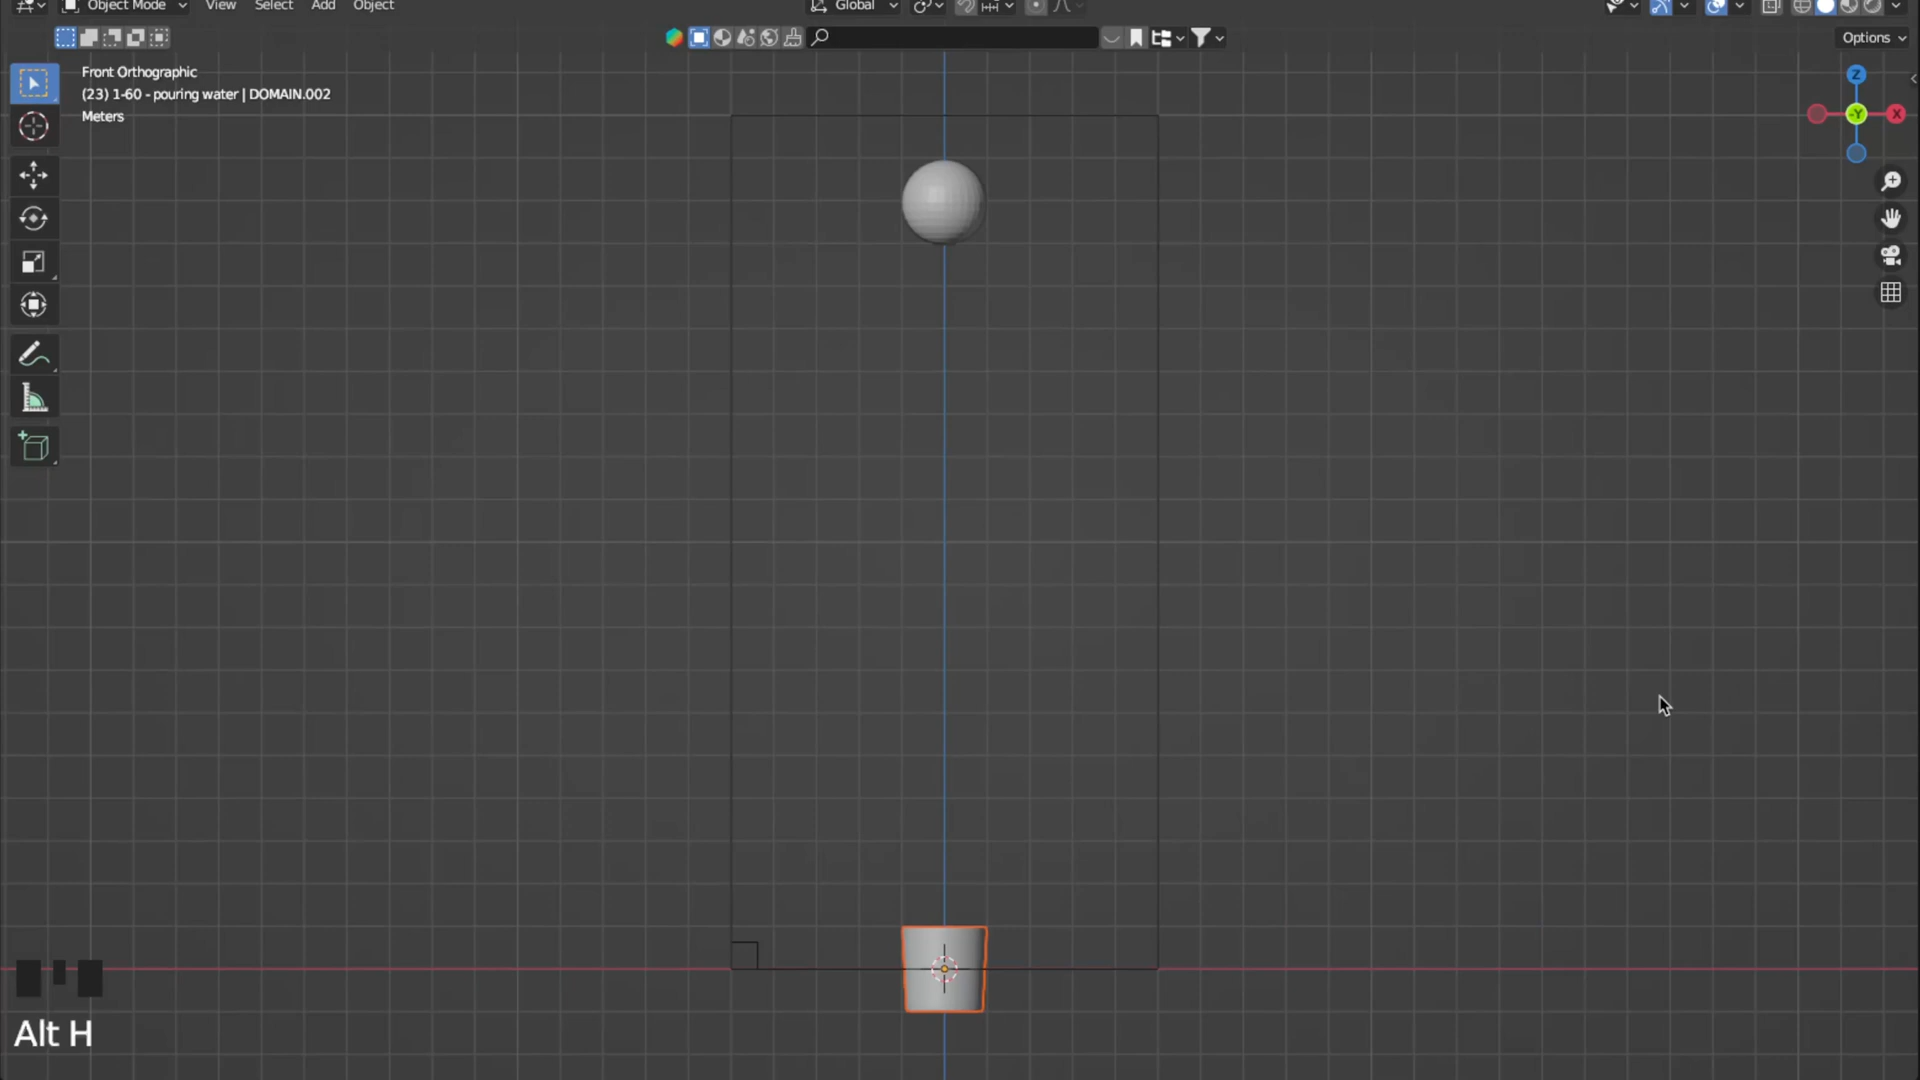 Object Mode View Select Add Object Global
Options
Front Orthographic
(23) 1-60 - pouring water | DOMAIN.002
Meters
Z
-Y X
Alt H